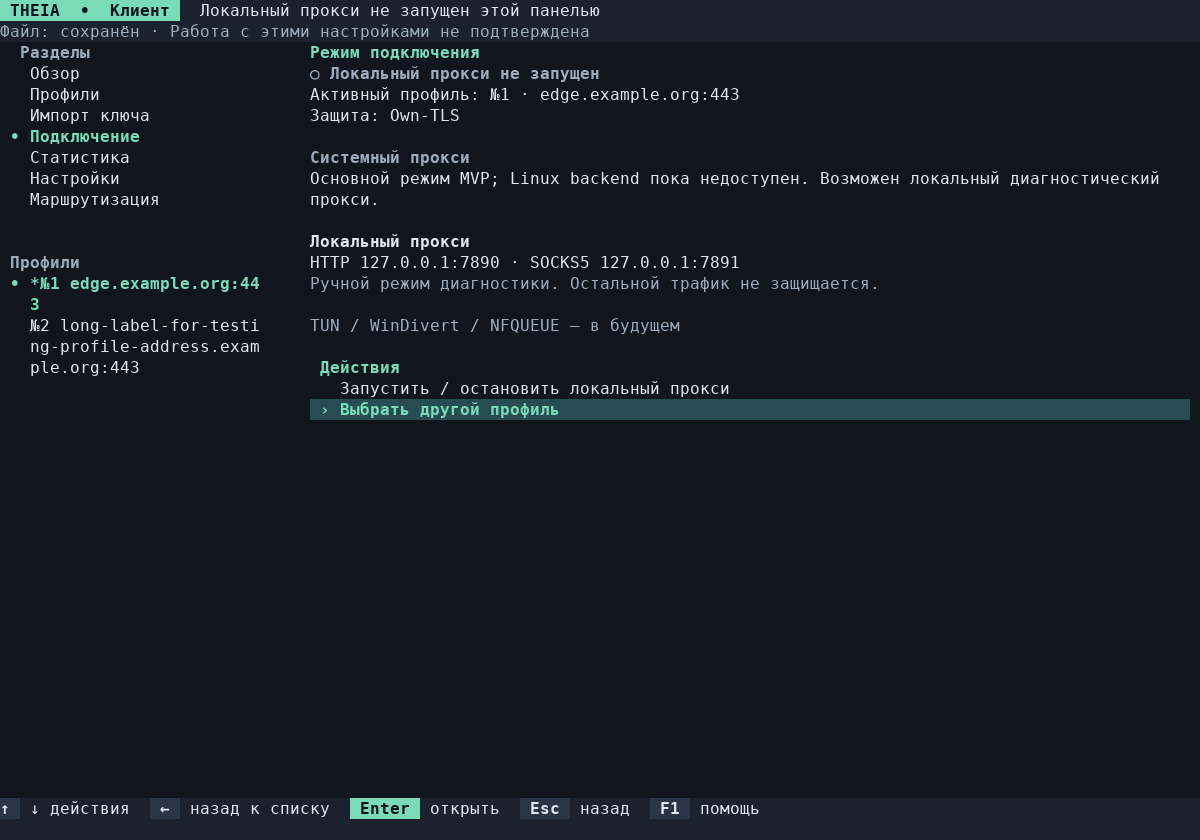 THEIA • Клиент Локальный прокси не запущен этой панелью
Файл: сохранён · Работа с этими настройками не подтверждена
Разделы
Обзор
Профили
Импорт ключа
• Подключение
Статистика
Настройки
Маршрутизация
Профили
• *№1 edge.example.org:44
3
№2 long-label-for-testi
ng-profile-address.exam
ple.org:443
Режим подключения
○ Локальный прокси не запущен
Активный профиль: №1 · edge.example.org:443
Защита: Own-TLS
Системный прокси
Основной режим MVP; Linux backend пока недоступен. Возможен локальный диагностический
прокси.
Локальный прокси
HTTP 127.0.0.1:7890 · SOCKS5 127.0.0.1:7891
Ручной режим диагностики. Остальной трафик не защищается.
TUN / WinDivert / NFQUEUE — в будущем
Действия
Запустить / остановить локальный прокси
› Выбрать другой профиль
↑ ↓ действия ← назад к списку Enter открыть Esc назад F1 помощь